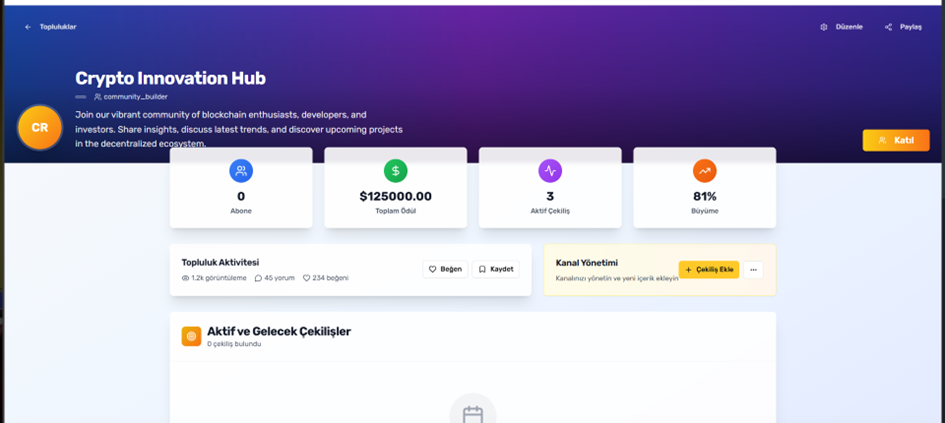 Topluluklar
Düzenle
Paylaş
Crypto Innovation Hub
community_builder
CR
Join our vibrant community of blockchain enthusiasts, developers, and
investors. Share insights, discuss latest trends, and discover upcoming projects
in the decentralized ecosystem.
Katıl
0
Abone
$125000.00
Toplam Ödül
3
Aktif Çekiliş
81%
Büyüme
Topluluk Aktivitesi
1.2k görüntüleme 45 yorum 234 beğeni
Beğen
Kaydet
Kanal Yönetimi
Kanalınızı yönetin ve yeni içerik ekleyin
+ Çekiliş Ekle
...
Aktif ve Gelecek Çekilişler
0 çekiliş bulundu